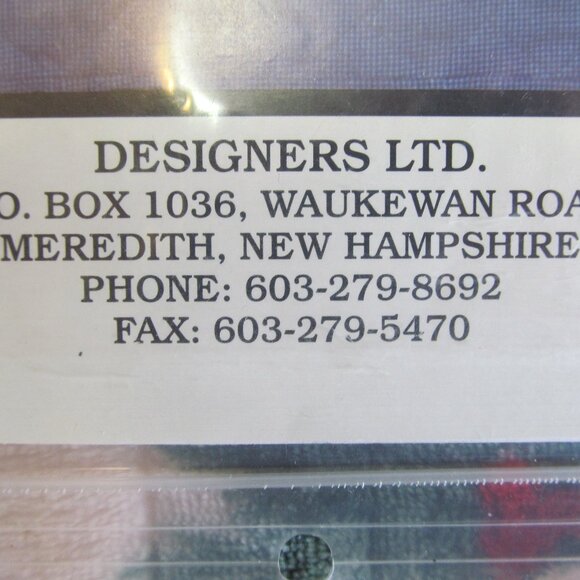 DESIGNERS LTD.
O. BOX 1036, WAUKEWAN ROA
MEREDITH, NEW HAMPSHIRE
PHONE: 603-279-8692
FAX: 603-279-5470